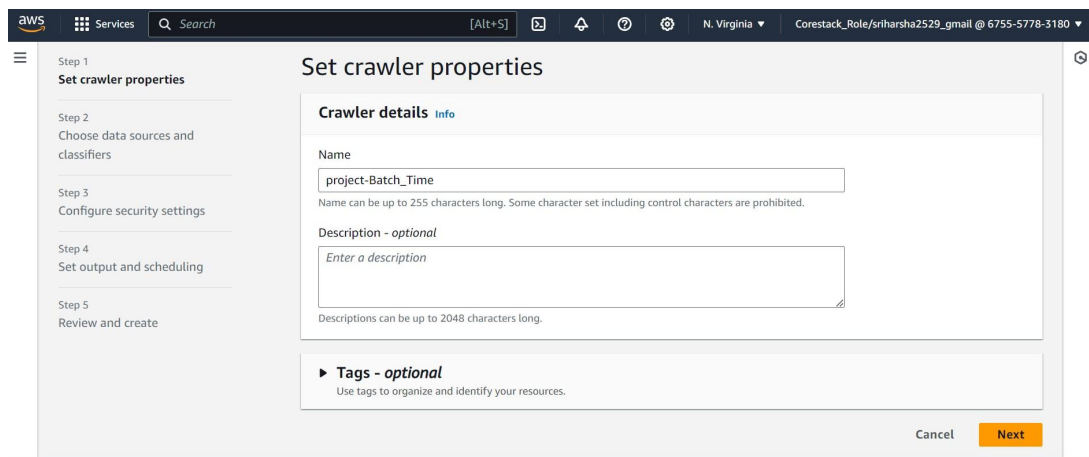 aws
Services
Search
[Alt+S]
N. Virginia ▼
Corestack_Role/sriharsha2529_gmail @ 6755-5778-3180 ▼
Step 1
Set crawler properties
Step 2
Choose data sources and
classifiers
Step 3
Configure security settings
Step 4
Set output and scheduling
Step 5
Review and create
Set crawler properties
Crawler details Info
Name
project-Batch_Time
Name can be up to 255 characters long. Some character set including control characters are prohibited.
Description - optional
Enter a description
Descriptions can be up to 2048 characters long.
Tags - optional
Use tags to organize and identify your resources.
Cancel
Next